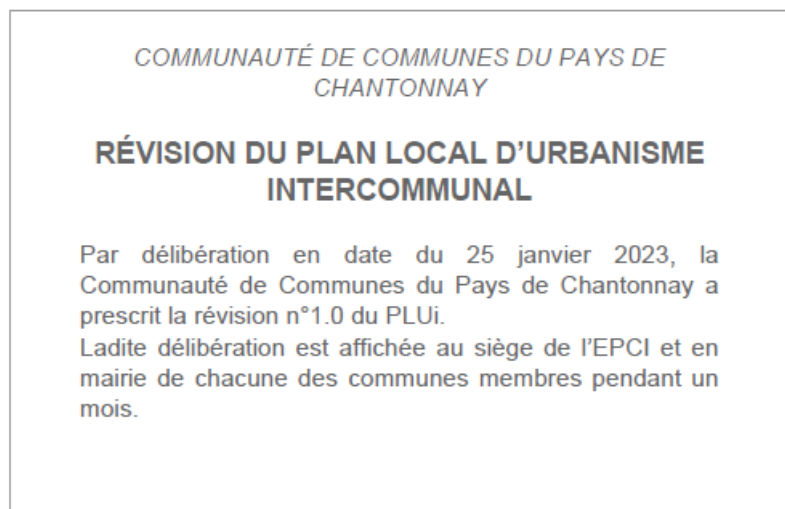 COMMUNAUTÉ DE COMMUNES DU PAYS DE
CHANTONNAY
RÉVISION DU PLAN LOCAL D’URBANISME
INTERCOMMUNAL
Par délibération en date du 25 janvier 2023, la
Communauté de Communes du Pays de Chantonnay a
prescrit la révision n°1.0 du PLUi.
Ladite délibération est affichée au siège de l’EPCI et en
mairie de chacune des communes membres pendant un
mois.